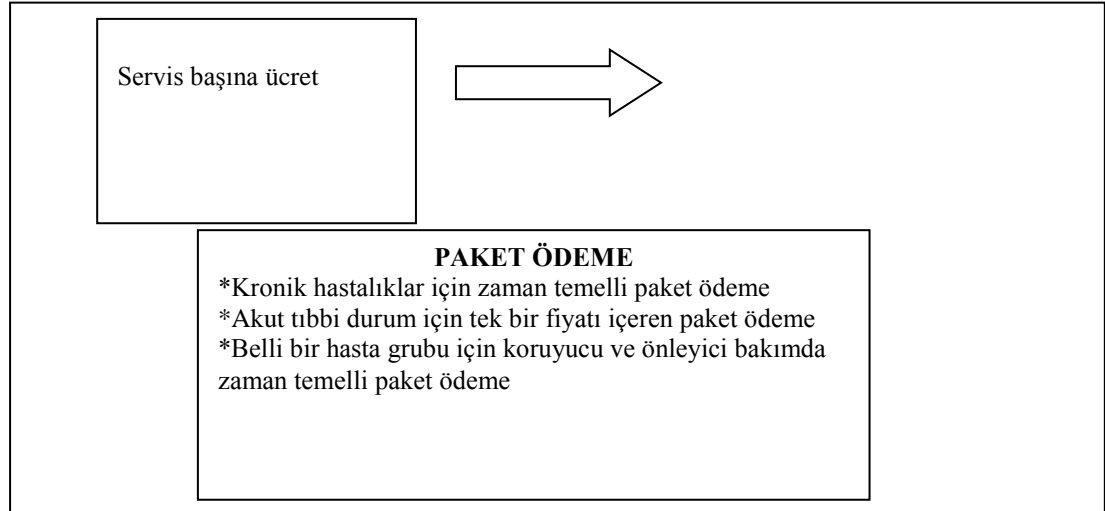 Servis başına ücret
PAKET ÖDEME
*Kronik hastalıklar için zaman temelli paket ödeme
*Akut tıbbi durum için tek bir fiyatı içeren paket ödeme
*Belli bir hasta grubu için koruyucu ve önleyici bakımda
zaman temelli paket ödeme